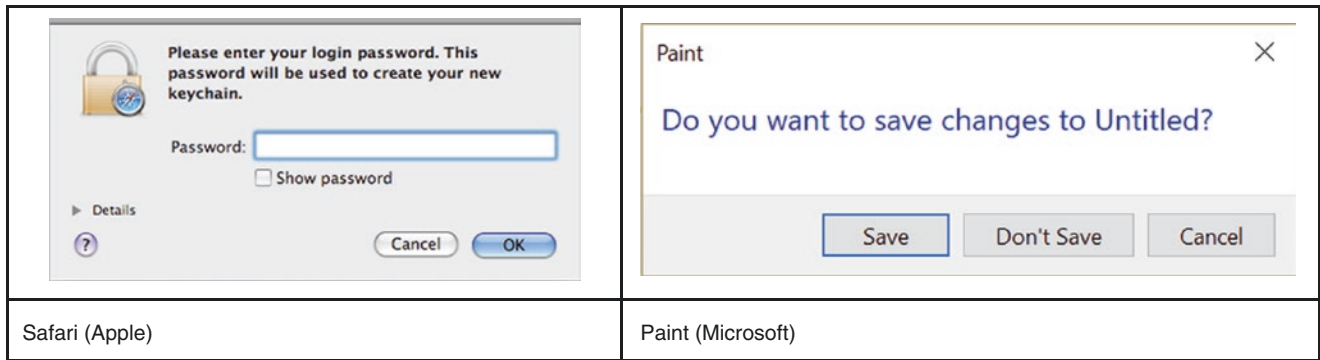 Please enter your login password. This
password will be used to create your new
keychain.
Password:
Show password
Details
?
Cancel OK
Safari (Apple)
Paint
Do you want to save changes to Untitled?
Save Don't Save Cancel
Paint (Microsoft)